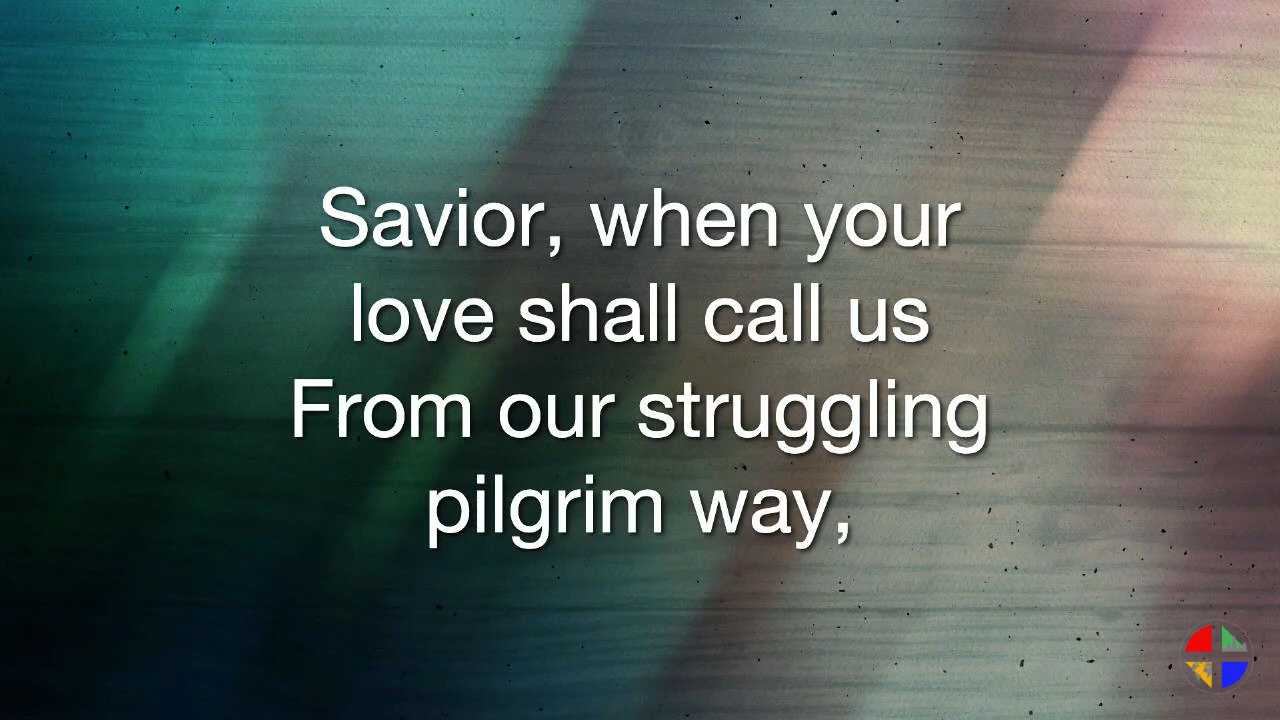 Savior, when your
love shall call us
From our struggling
pilgrim way,